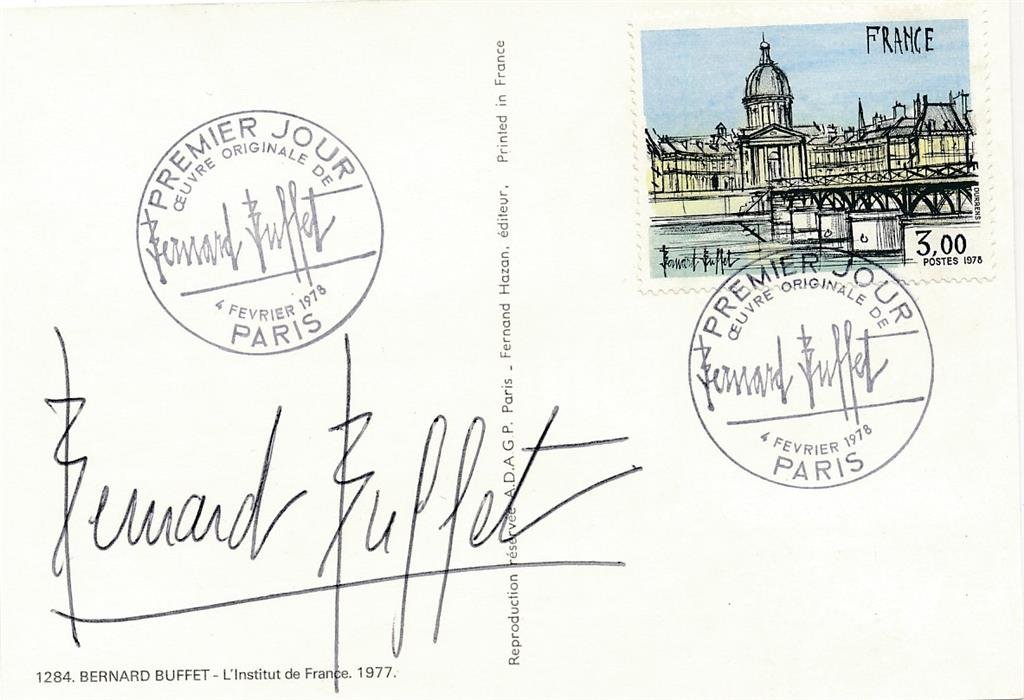 PREMIER JOUR
ŒUVRE ORIGINALE DE
Bernard Buffet
4 FEVRIER 1978
PARIS
Bernard Buffet
1284. BERNARD BUFFET - L'Institut de France. 1977.
Reproduction réservée A.D.A.G.P. Paris - Fernand Hazan, éditeur, Printed in France
FRANCE
DURRENS
Bernard Buffet
3,00
POSTES 1978
PREMIER JOUR
ŒUVRE ORIGINALE DE
Bernard Buffet
4 FEVRIER 1978
PARIS